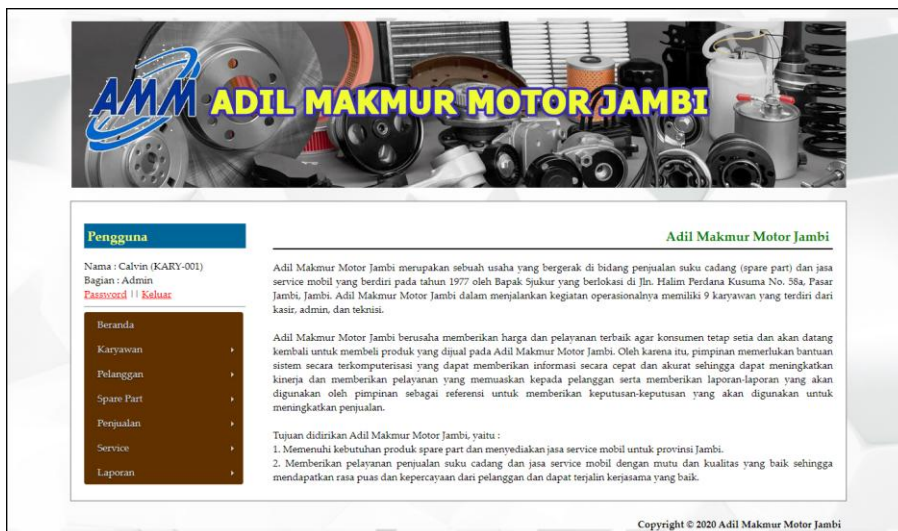 AMM ADIL MAKMUR MOTOR JAMBI
Pengguna
Nama : Calvin (KARY-001)
Bagian : Admin
Password || Keluar
Beranda
Karyawan
Pelanggan
Spare Part
Penjualan
Service
Laporan
Adil Makmur Motor Jambi
Adil Makmur Motor Jambi merupakan sebuah usaha yang bergerak di bidang penjualan suku cadang (spare part) dan jasa
service mobil yang berdiri pada tahun 1977 oleh Bapak Sjukur yang berlokasi di Jln. Halim Perdana Kusuma No. 58a, Pasar
Jambi, Jambi. Adil Makmur Motor Jambi dalam menjalankan kegiatan operasionalnya memiliki 9 karyawan yang terdiri dari
kasir, admin, dan teknisi.
Adil Makmur Motor Jambi berusaha memberikan harga dan pelayanan terbaik agar konsumen tetap setia dan akan datang
kembali untuk membeli produk yang dijual pada Adil Makmur Motor Jambi. Oleh karena itu, pimpinan memerlukan bantuan
sistem secara terkomputerisasi yang dapat memberikan informasi secara cepat dan akurat sehingga dapat meningkatkan
kinerja dan memberikan pelayanan yang memuaskan kepada pelanggan serta memberikan laporan-laporan yang akan
digunakan oleh pimpinan sebagai referensi untuk memberikan keputusan-keputusan yang akan digunakan untuk
meningkatkan penjualan.
Tujuan didirikan Adil Makmur Motor Jambi, yaitu :
1. Memenuhi kebutuhan produk spare part dan menyediakan jasa service mobil untuk provinsi Jambi.
2. Memberikan pelayanan penjualan suku cadang dan jasa service mobil dengan mutu dan kualitas yang baik sehingga
mendapatkan rasa puas dan kepercayaan dari pelanggan dan dapat terjalin kerjasama yang baik.
Copyright © 2020 Adil Makmur Motor Jambi